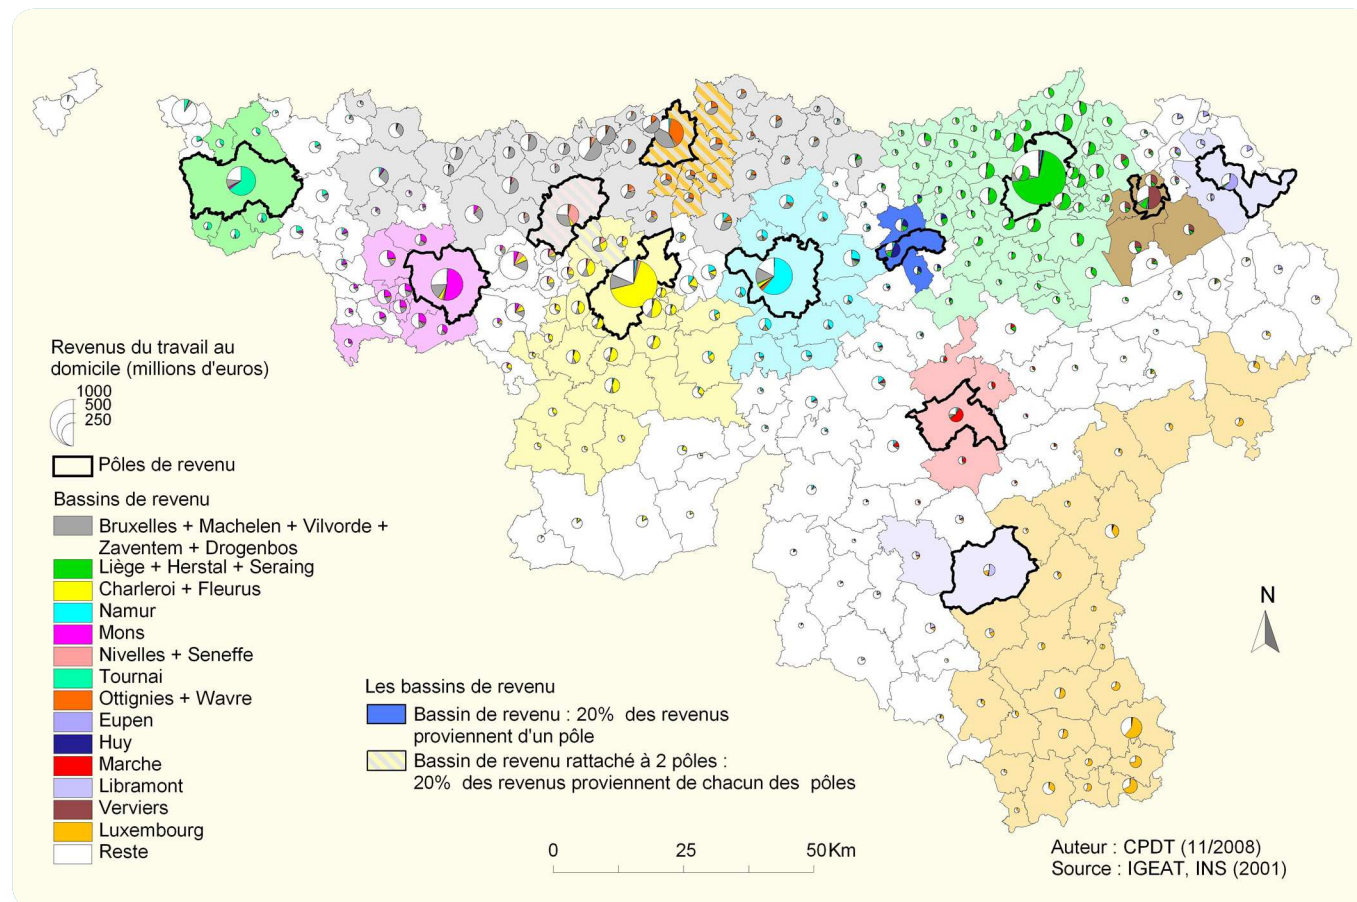 Revenus du travail au
domicile (millions d'euros)
1000
500
250
Pôles de revenu
Bassins de revenu
Bruxelles + Machelen + Vilvorde +
Zaventem + Drogenbos
Liège + Herstal + Seraing
Charleroi + Fleurus
Namur
Mons
Nivelles + Seneffe
Tournai
Ottignies + Wavre
Eupen
Huy
Marche
Libramont
Verviers
Luxembourg
Reste
Les bassins de revenu
Bassin de revenu : 20% des revenus
proviennent d'un pôle
Bassin de revenu rattaché à 2 pôles :
20% des revenus proviennent de chacun des pôles
0 25 50Km
N
Auteur : CPDT (11/2008)
Source : IGEAT, INS (2001)